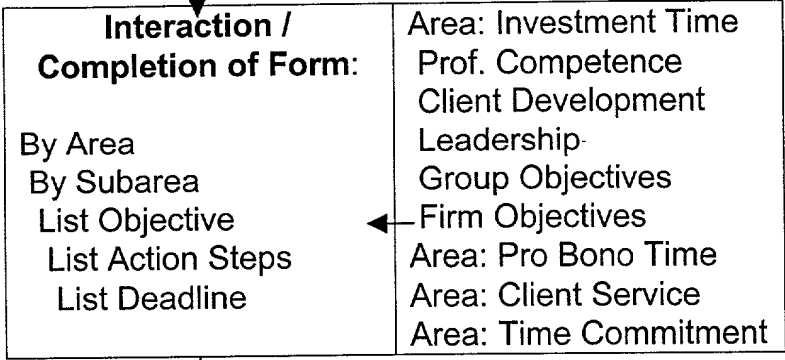 Interaction /
Completion of Form:
By Area
By Subarea
List Objective
List Action Steps
List Deadline
Area: Investment Time
Prof. Competence
Client Development
Leadership
Group Objectives
Firm Objectives
Area: Pro Bono Time
Area: Client Service
Area: Time Commitment